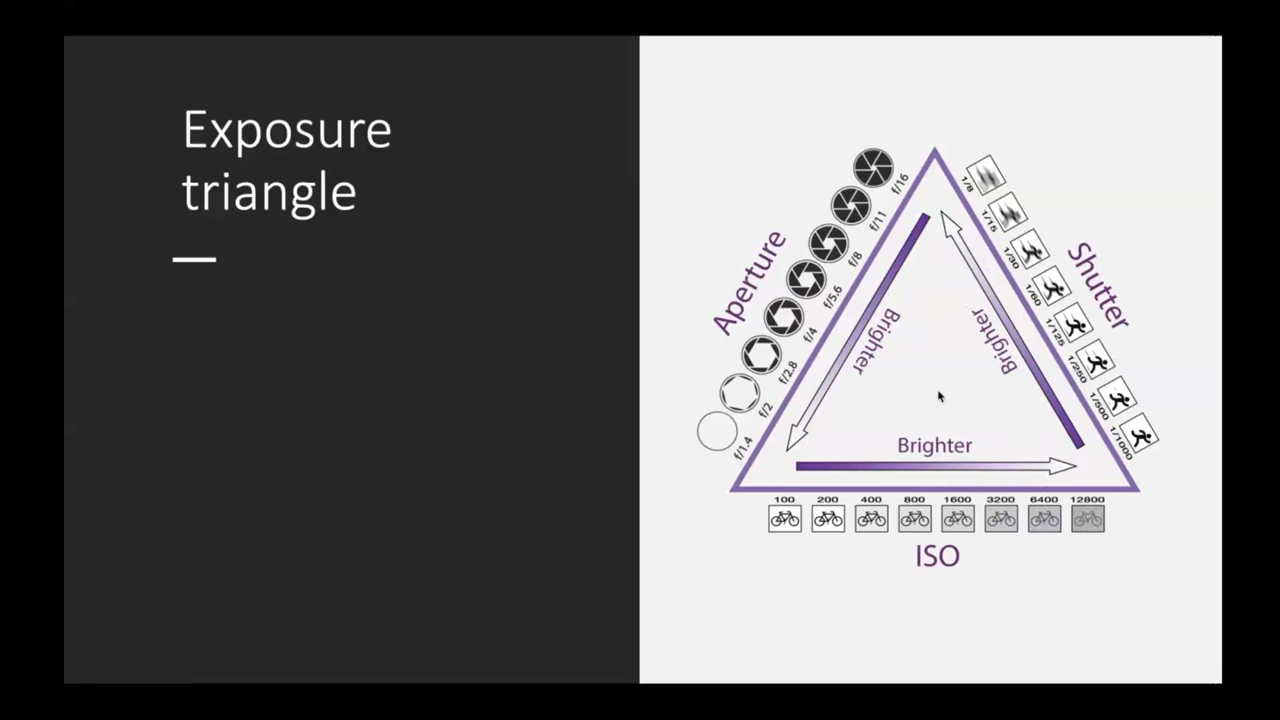 Exposure
triangle
Aperture
f/16
f/11
f/8
f/5.6
f/4
f/2.8
f/2
f/1.4
Shutter
1/8
1/15
1/30
1/60
1/125
1/250
1/500
1/1000
Brighter
Brighter
Brighter
100 200 400 800 1600 3200 6400 12800
ISO